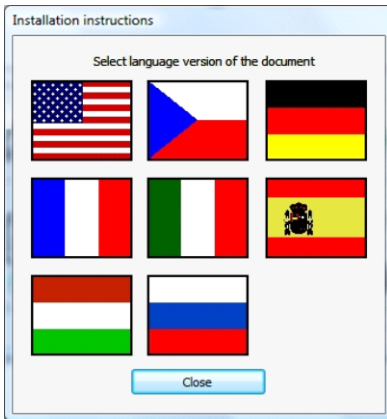 Installation instructions
Select language version of the document
Close